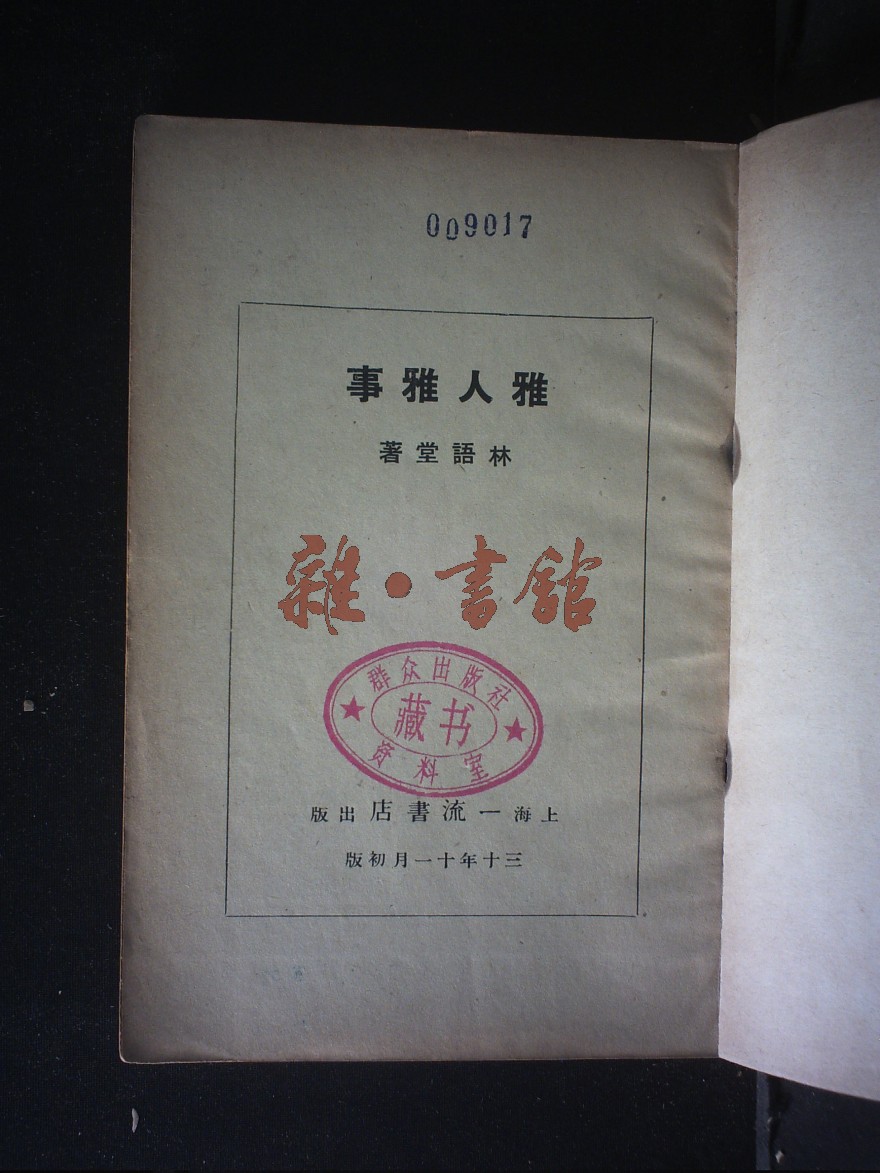 009017
雅人雅事
林語堂著
雜·書館
群众出版社
藏书
资料室
上海一流書店出版
三十年十一月初版